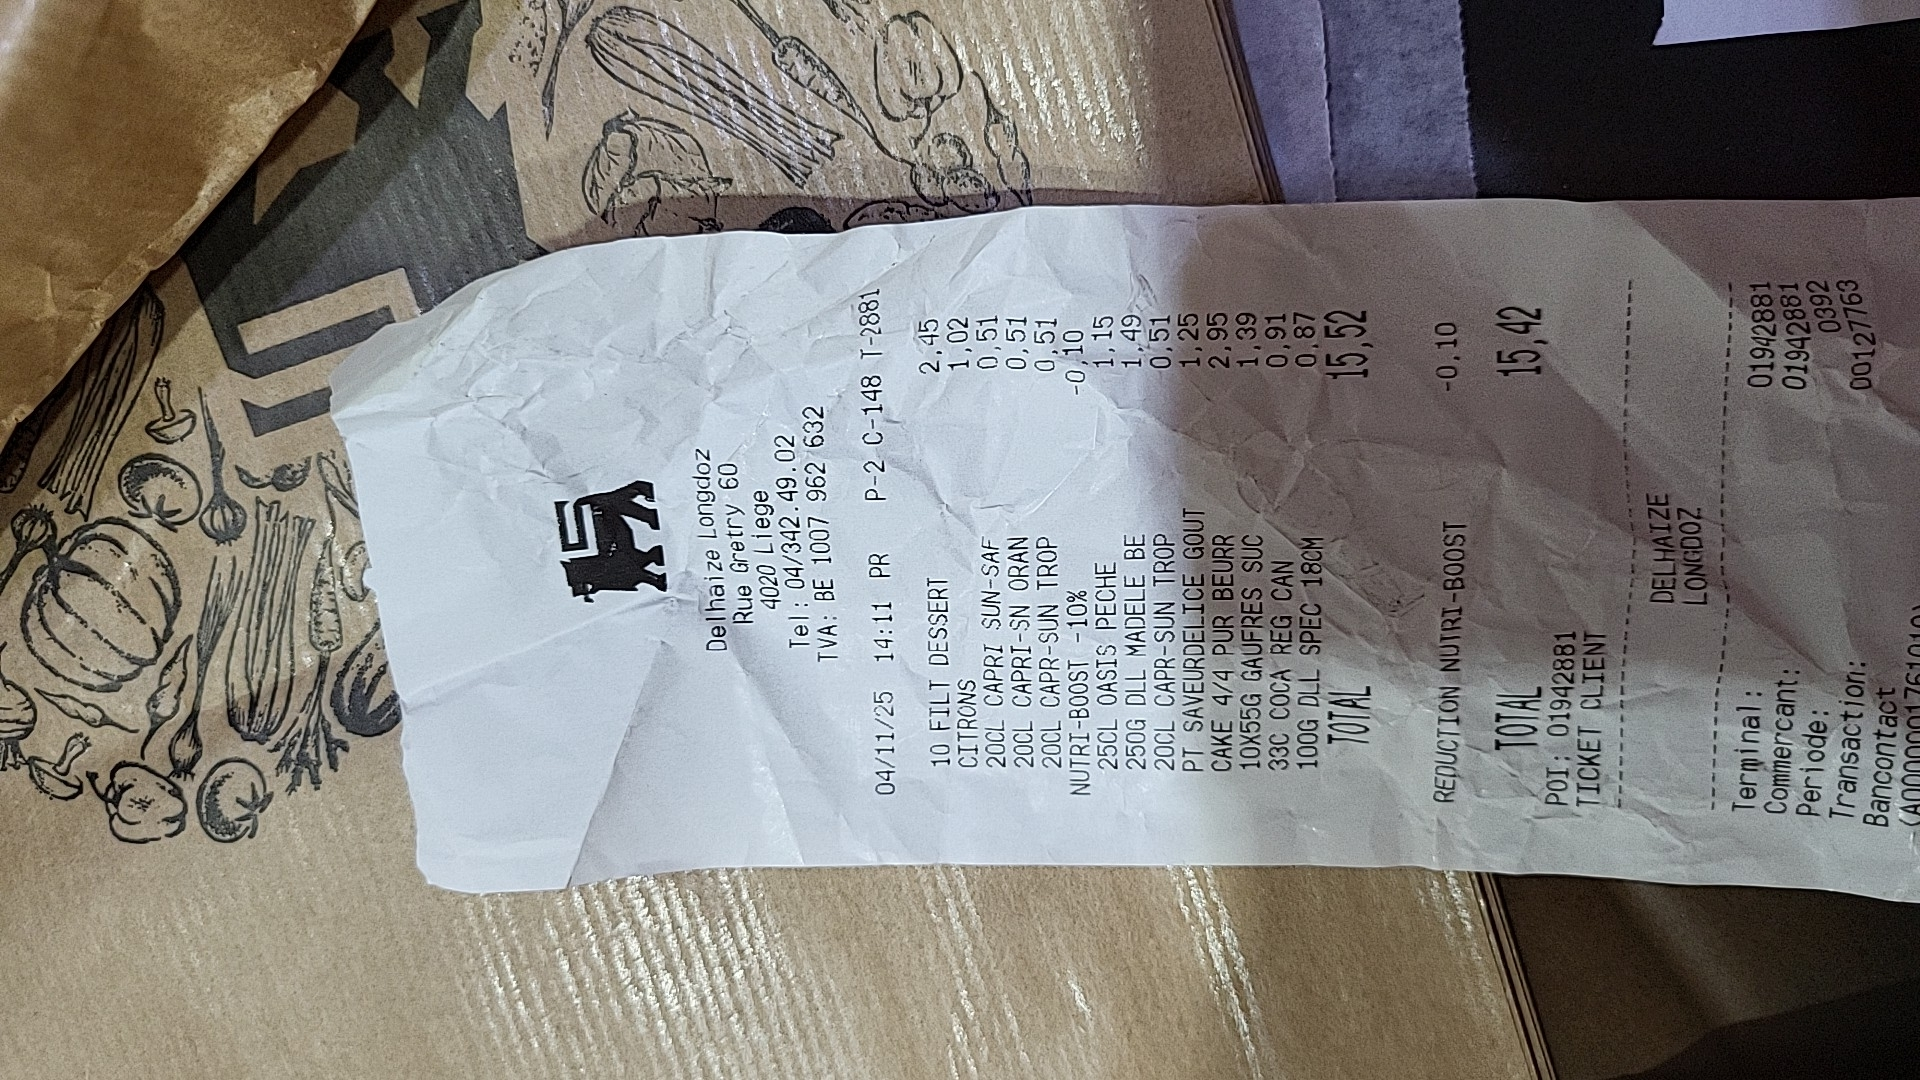 Delhaize Longdoz
Rue Gretry 60
4020 Liege
Tel: 04/342.49.02
TVA: BE 1007 962 632
04/11/25 14:11 PR P-2 C-148 T-2881
10 FILT DESSERT 2,45
CITRONS 1,02
20CL CAPRI SUN-SAF 0,51
20CL CAPRI-SN ORAN 0,51
20CL CAPR-SUN TROP 0,51
NUTRI-BOOST -10% -0,10
25CL OASIS PECHE 1,15
250G DLL MADELE BE 1,49
20CL CAPR-SUN TROP 0,51
PT SAVEURDELICE GOUT 1,25
CAKE 4/4 PUR BEURR 2,95
10X55G GAUFRES SUC 1,39
33C COCA REG CAN 0,91
100G DLL SPEC 18CM 0,87
TOTAL 15,52
REDUCTION NUTRI-BOOST -0,10
TOTAL 15,42
POI: 01942881
TICKET CLIENT
DELHAIZE
LONGDOZ
Terminal: 01942881
Commercant: 01942881
Periode: 0392
Transaction: 00127763
Bancontact